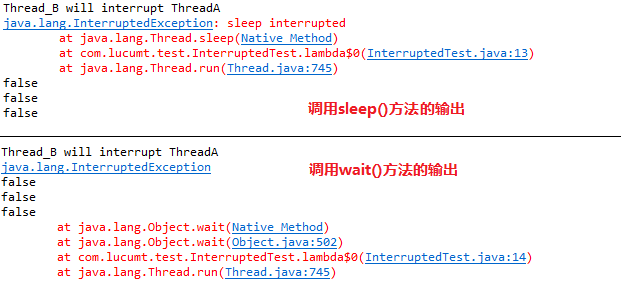 Thread_B will interrupt ThreadA
java.lang.InterruptedException: sleep interrupted
at java.lang.Thread.sleep(Native Method)
at com.lucumt.test.InterruptedTest.lambda$0(InterruptedTest.java:13)
at java.lang.Thread.run(Thread.java:745)
false
false
false
调用sleep()方法的输出
Thread_B will interrupt ThreadA
java.lang.InterruptedException
调用wait()方法的输出
false
false
false
at java.lang.Object.wait(Native Method)
at java.lang.Object.wait(Object.java:502)
at com.lucumt.test.InterruptedTest.lambda$0(InterruptedTest.java:14)
at java.lang.Thread.run(Thread.java:745)